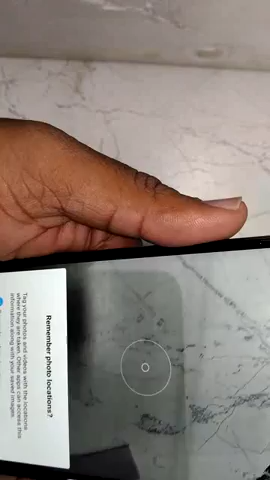 Remember photo locations?
Tag your photos and videos with the locations
where they are taken. Other apps can access this
information along with your saved images